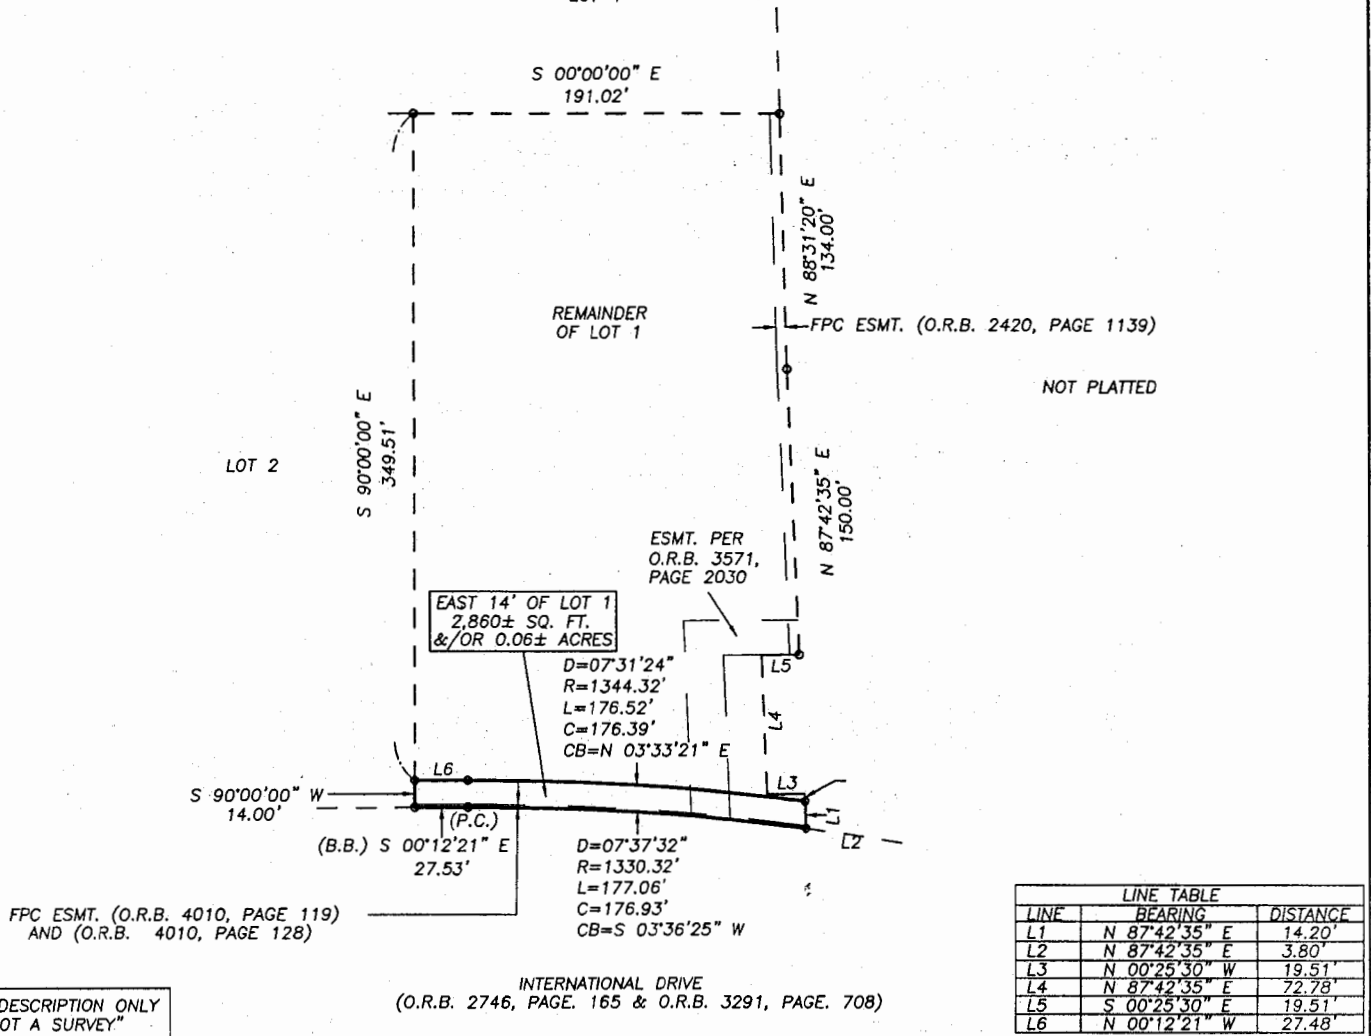 S 00°00'00" E
191.02'
N 88°31'20" E
134.00'
REMAINDER
OF LOT 1
FPC ESMT. (O.R.B. 2420, PAGE 1139)
NOT PLATTED
LOT 2
S 90°00'00" E
349.51'
N 87°42'35" E
150.00'
ESMT. PER
O.R.B. 3571,
PAGE 2030
EAST 14' OF LOT 1
2,860± SQ. FT.
&/OR 0.06± ACRES
D=07°31'24"
R=1344.32'
L=176.52'
C=176.39'
CB=N 03°33'21" E
L5
L4
L6
L3
S 90°00'00" W
14.00'
L1
(P.C.)
L2
(B.B.) S 00°12'21" E
27.53'
D=07°37'32"
R=1330.32'
L=177.06'
C=176.93'
CB=S 03°36'25" W
FPC ESMT. (O.R.B. 4010, PAGE 119)
AND (O.R.B. 4010, PAGE 128)
INTERNATIONAL DRIVE
(O.R.B. 2746, PAGE. 165 & O.R.B. 3291, PAGE. 708)
LINE TABLE
LINE BEARING DISTANCE
L1 N 87°42'35" E 14.20'
L2 N 87°42'35" E 3.80'
L3 N 00°25'30" W 19.51'
L4 N 87°42'35" E 72.78'
L5 S 00°25'30" E 19.51'
L6 N 00°12'21" W 27.48'
DESCRIPTION ONLY
OT A SURVEY"